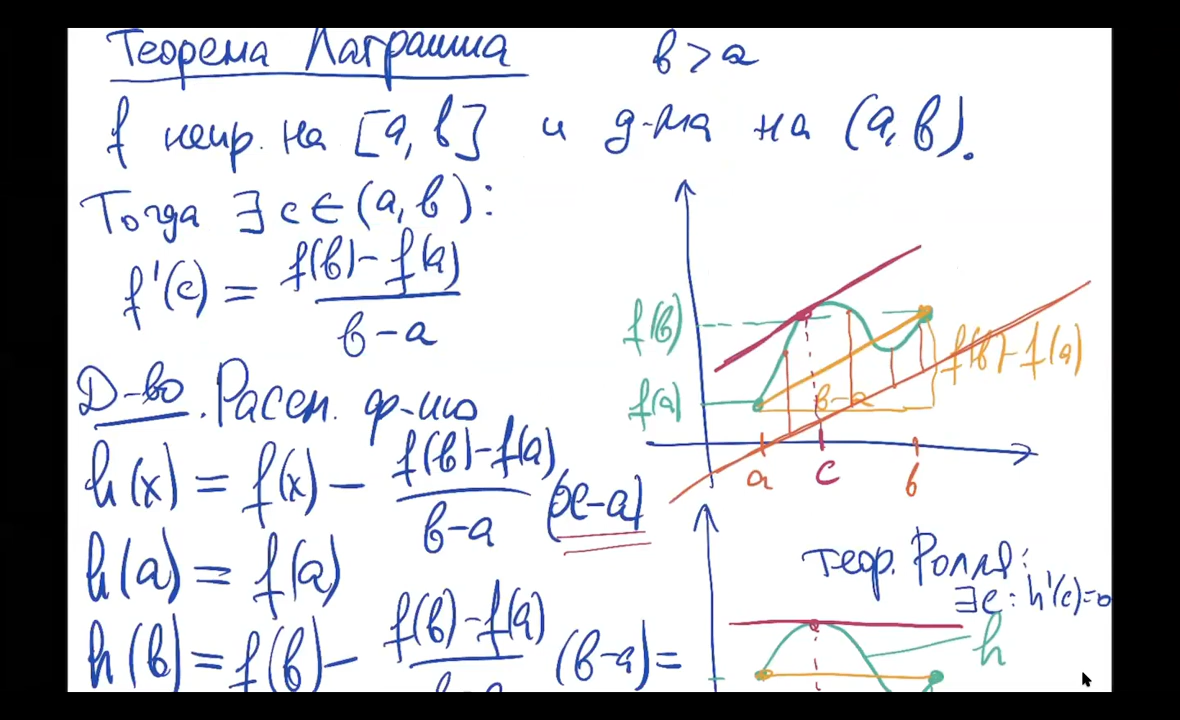 Теорема Лагранжа b > a
f непр. на [a, b] и д-ма на (a, b).
Тогда ∃ c ∈ (a, b):
f'(c) = (f(b) - f(a)) / (b - a)
Д-во. Рассм. ф-ию
h(x) = f(x) - (f(b) - f(a)) / (b - a) (x - a)
h(a) = f(a)
h(b) = f(b) - (f(b) - f(a)) / (b - a) (b - a) =
f(b)
f(b) - f(a)
f(a)
b - a
a c b
теор. Ролля:
∃ c : h'(c) = 0
h